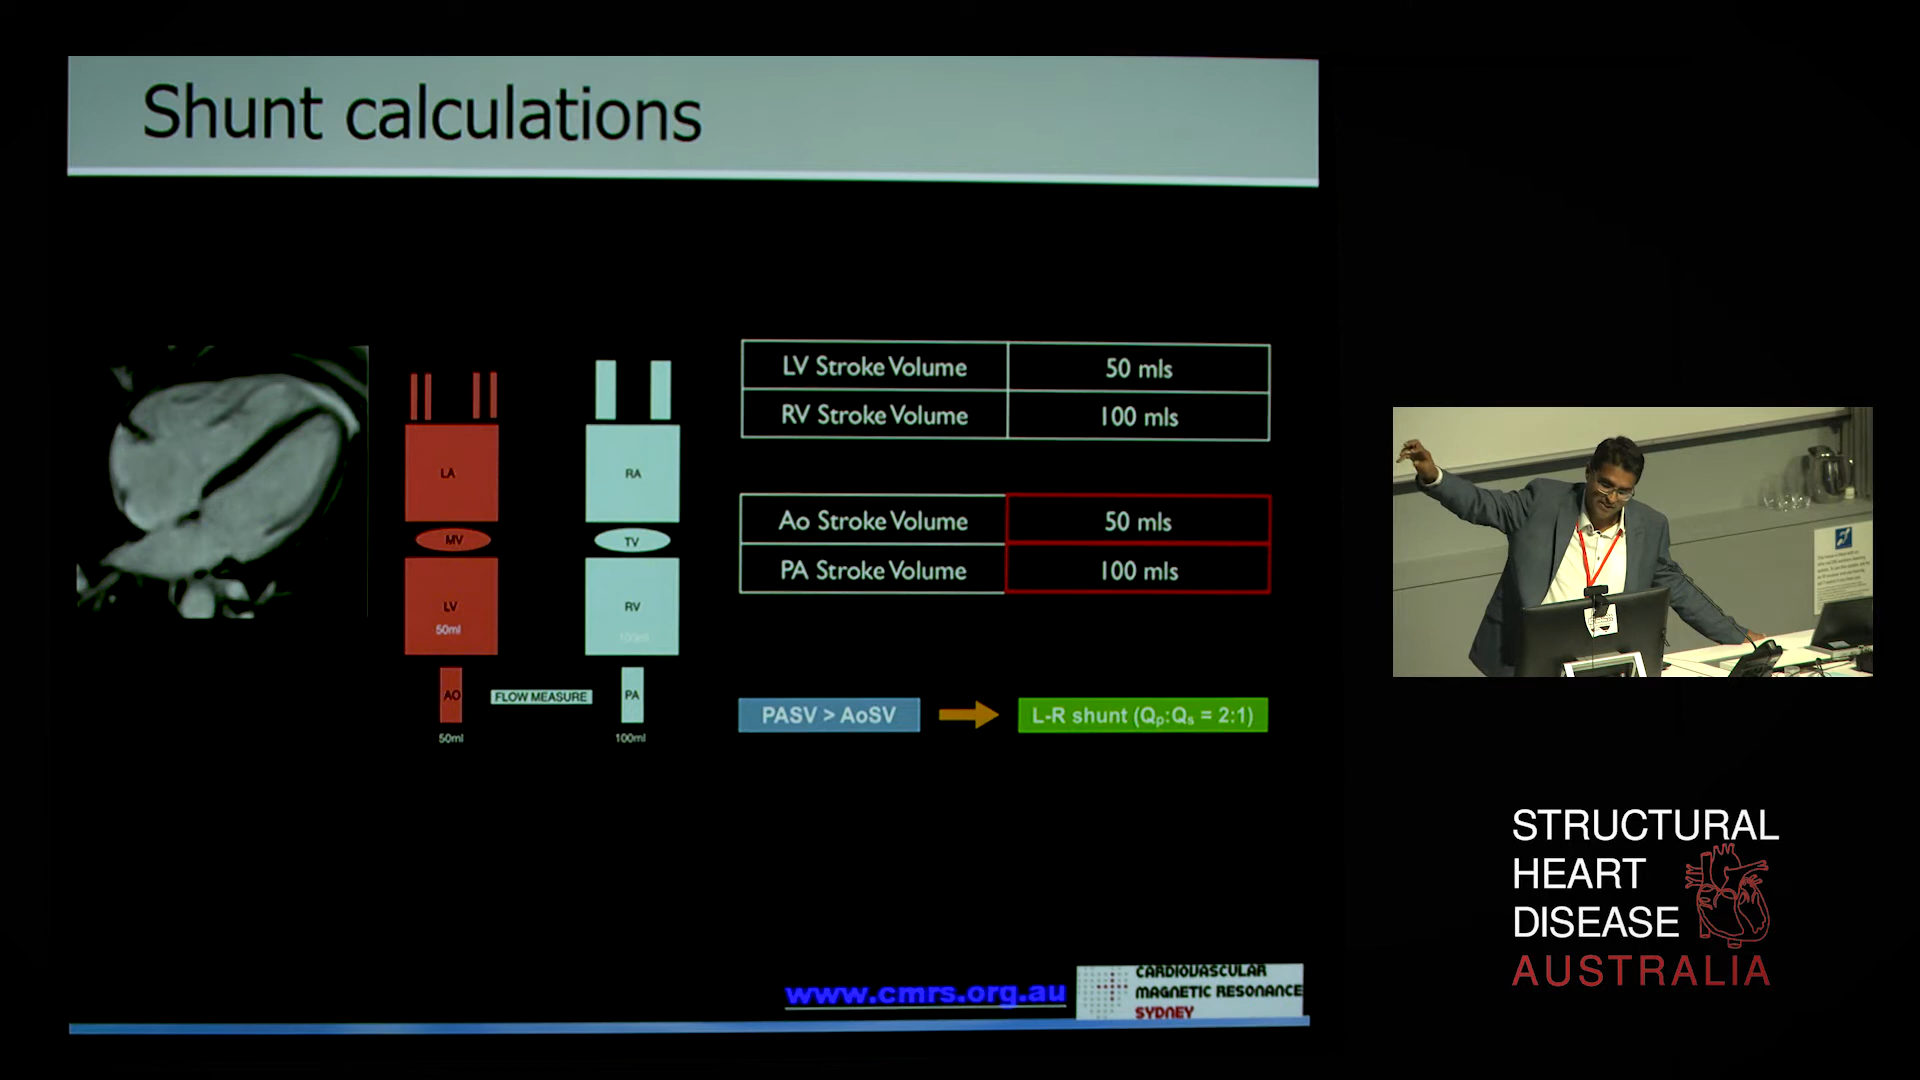 Shunt calculations
LA
RA
MV
TV
LV
50ml
RV
100ml
AO
FLOW MEASURE
PA
50ml
100ml
LV Stroke Volume 50 mls
RV Stroke Volume 100 mls
Ao Stroke Volume 50 mls
PA Stroke Volume 100 mls
PASV > AoSV
L-R shunt (Qₚ:Qₛ = 2:1)
www.cmrs.org.au
CARDIOVASCULAR
MAGNETIC RESONANCE
SYDNEY
STRUCTURAL
HEART
DISEASE
AUSTRALIA